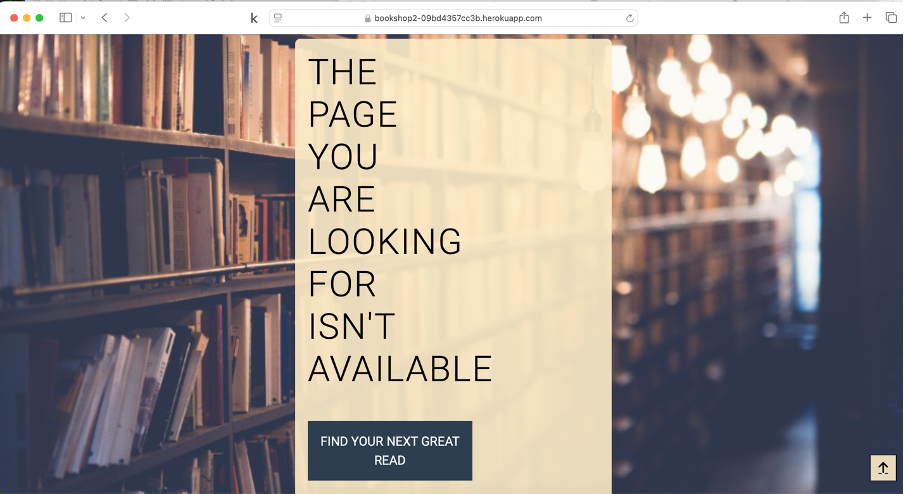 k
bookshop2-09bd4357cc3b.herokuapp.com
THE
PAGE
YOU
ARE
LOOKING
FOR
ISN'T
AVAILABLE
FIND YOUR NEXT GREAT
READ